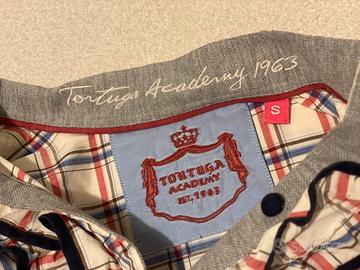 Tortuga Academy 1963
S
TORTUGA
ACADEMY
EST. 1963